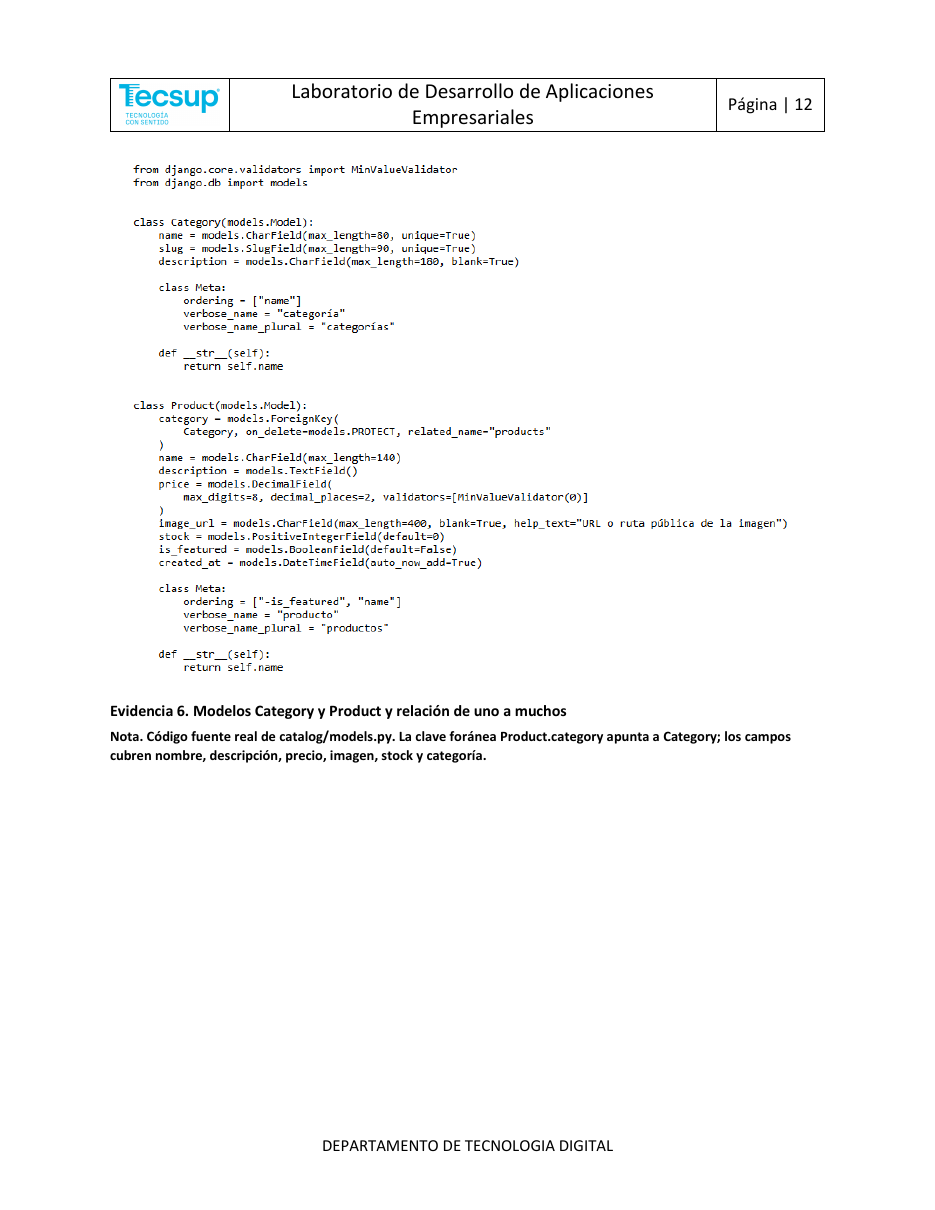 Tecsup
TECNOLOGÍA
CON SENTIDO
Laboratorio de Desarrollo de Aplicaciones
Empresariales
Página | 12
from django.core.validators import MinValueValidator
from django.db import models
class Category(models.Model):
    name = models.CharField(max_length=80, unique=True)
    slug = models.SlugField(max_length=90, unique=True)
    description = models.CharField(max_length=180, blank=True)
    class Meta:
        ordering = ["name"]
        verbose_name = "categoría"
        verbose_name_plural = "categorías"
    def __str__(self):
        return self.name
class Product(models.Model):
    category = models.ForeignKey(
        Category, on_delete=models.PROTECT, related_name="products"
    )
    name = models.CharField(max_length=140)
    description = models.TextField()
    price = models.DecimalField(
        max_digits=8, decimal_places=2, validators=[MinValueValidator(0)]
    )
    image_url = models.CharField(max_length=400, blank=True, help_text="URL o ruta pública de la imagen")
    stock = models.PositiveIntegerField(default=0)
    is_featured = models.BooleanField(default=False)
    created_at = models.DateTimeField(auto_now_add=True)
    class Meta:
        ordering = ["-is_featured", "name"]
        verbose_name = "producto"
        verbose_name_plural = "productos"
    def __str__(self):
        return self.name
Evidencia 6. Modelos Category y Product y relación de uno a muchos
Nota. Código fuente real de catalog/models.py. La clave foránea Product.category apunta a Category; los campos
cubren nombre, descripción, precio, imagen, stock y categoría.
DEPARTAMENTO DE TECNOLOGIA DIGITAL